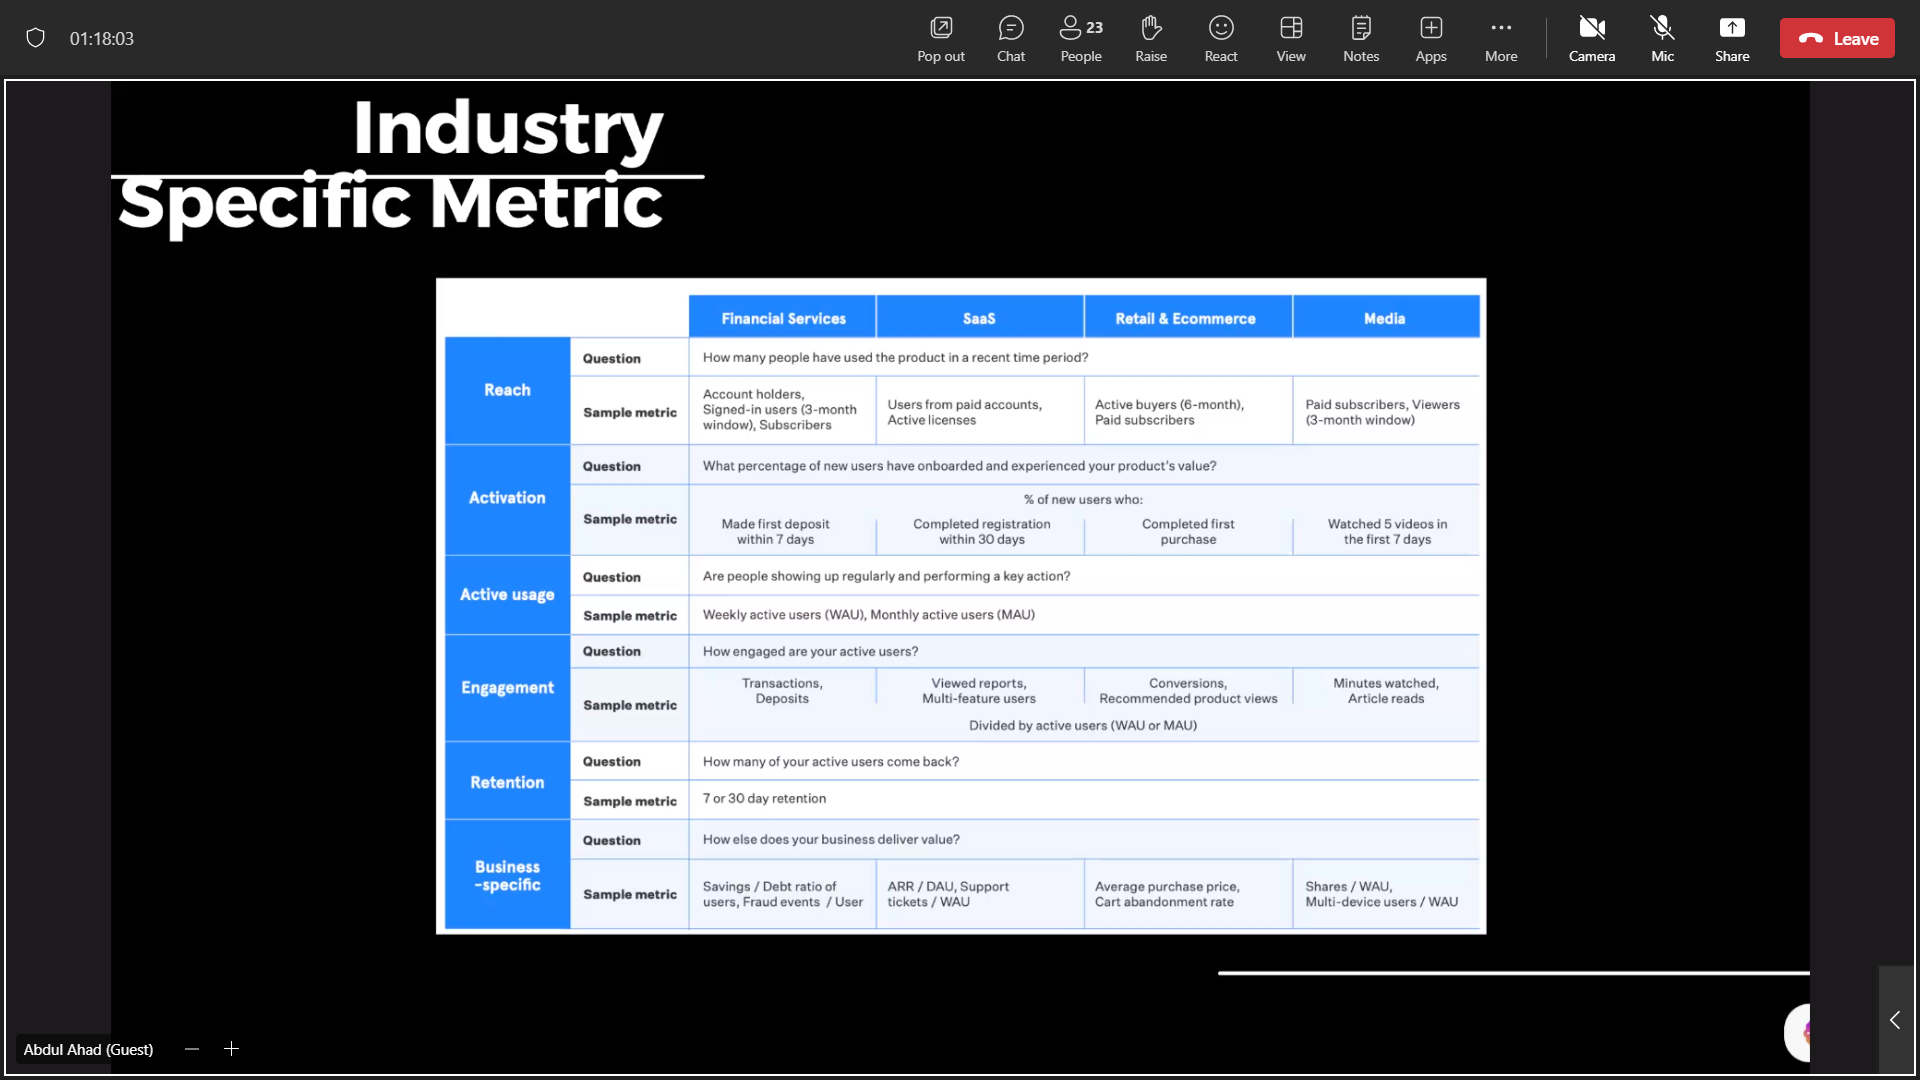 01:18:03
Pop out
Chat
23
People
Raise
React
View
Notes
Apps
More
Camera
Mic
Share
Leave
Industry
Specific Metric
Financial Services
SaaS
Retail & Ecommerce
Media
Reach
Question
How many people have used the product in a recent time period?
Sample metric
Account holders,
Signed-in users (3-month
window), Subscribers
Users from paid accounts,
Active licenses
Active buyers (6-month),
Paid subscribers
Paid subscribers, Viewers
(3-month window)
Activation
Question
What percentage of new users have onboarded and experienced your product's value?
Sample metric
% of new users who:
Made first deposit
within 7 days
Completed registration
within 30 days
Completed first
purchase
Watched 5 videos in
the first 7 days
Active usage
Question
Are people showing up regularly and performing a key action?
Sample metric
Weekly active users (WAU), Monthly active users (MAU)
Engagement
Question
How engaged are your active users?
Sample metric
Transactions,
Deposits
Viewed reports,
Multi-feature users
Conversions,
Recommended product views
Minutes watched,
Article reads
Divided by active users (WAU or MAU)
Retention
Question
How many of your active users come back?
Sample metric
7 or 30 day retention
Business
-specific
Question
How else does your business deliver value?
Sample metric
Savings / Debt ratio of
users, Fraud events / User
ARR / DAU, Support
tickets / WAU
Average purchase price,
Cart abandonment rate
Shares / WAU,
Multi-device users / WAU
Abdul Ahad (Guest)